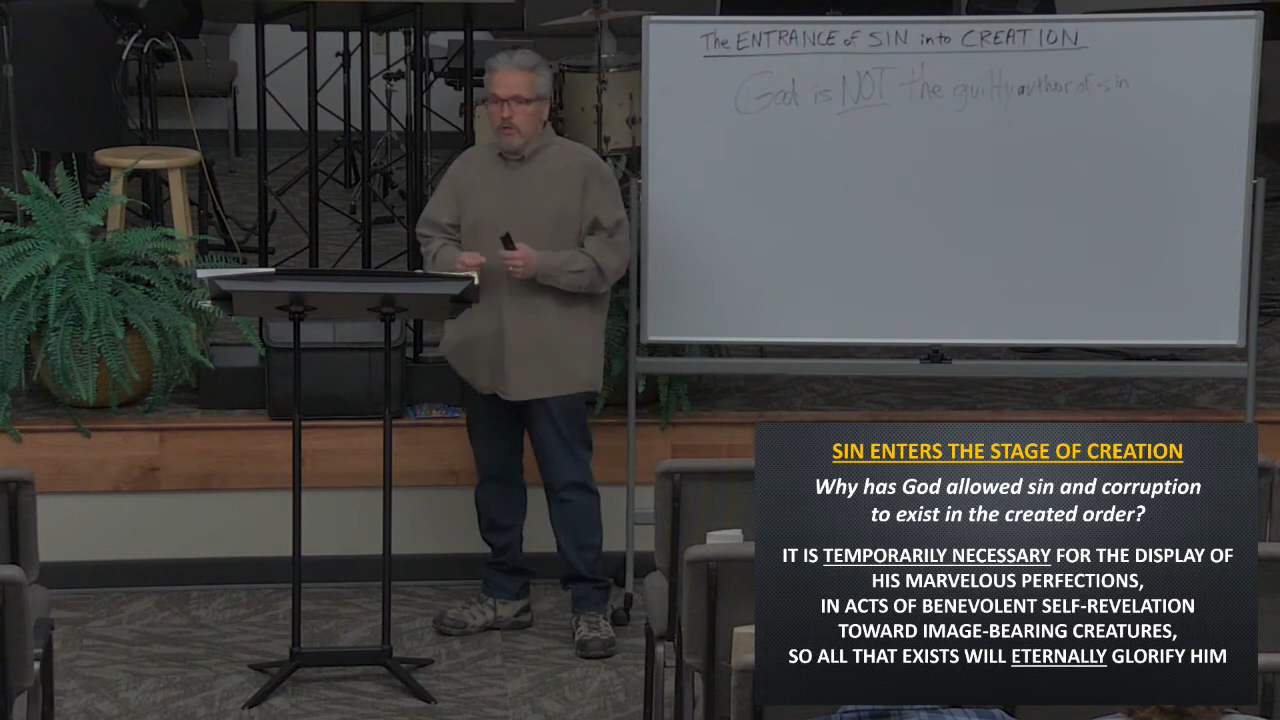 The ENTRANCE of SIN into CREATION
God is NOT the guilty author of sin
SIN ENTERS THE STAGE OF CREATION
Why has God allowed sin and corruption
to exist in the created order?
IT IS TEMPORARILY NECESSARY FOR THE DISPLAY OF
HIS MARVELOUS PERFECTIONS,
IN ACTS OF BENEVOLENT SELF-REVELATION
TOWARD IMAGE-BEARING CREATURES,
SO ALL THAT EXISTS WILL ETERNALLY GLORIFY HIM